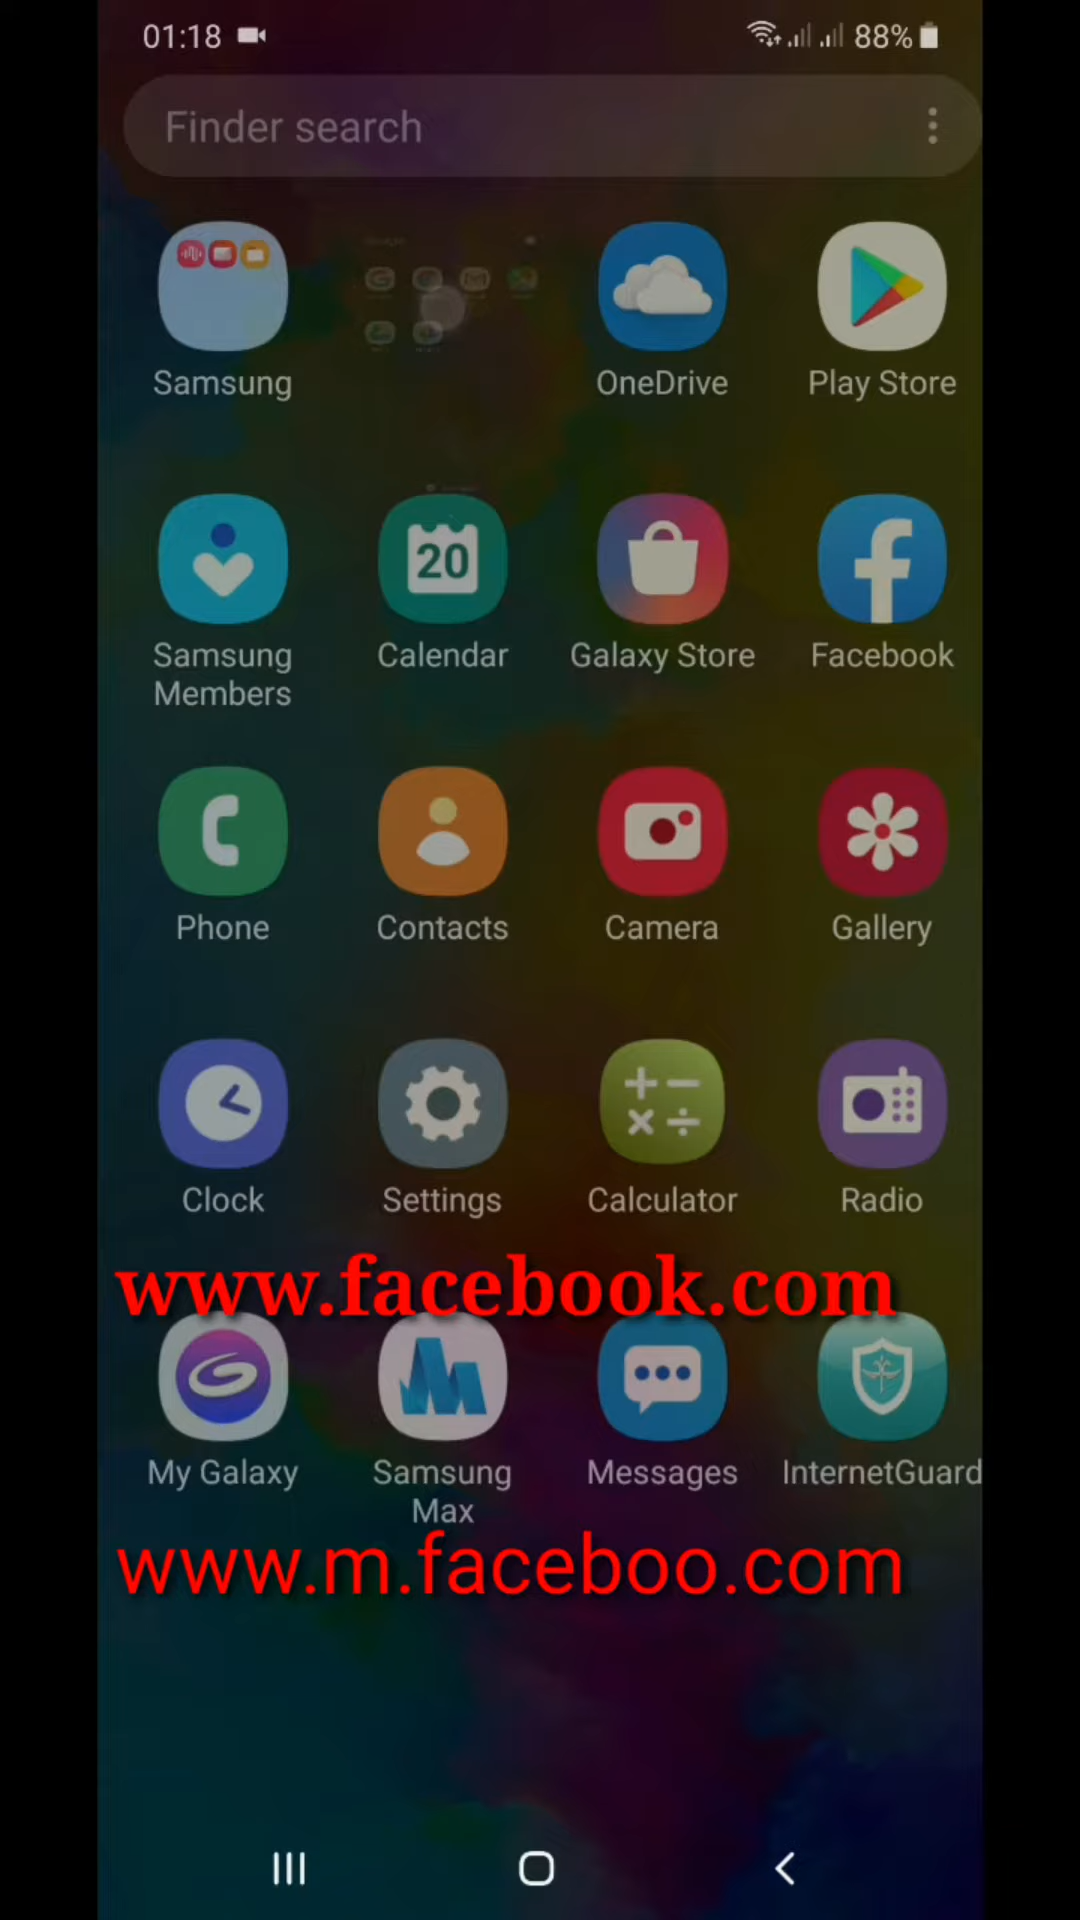 01:18 88%
Finder search
Samsung OneDrive Play Store
20
Samsung Members Calendar Galaxy Store Facebook
Phone Contacts Camera Gallery
Clock Settings Calculator Radio
www.facebook.com
My Galaxy Samsung Max Messages InternetGuard
www.m.faceboo.com